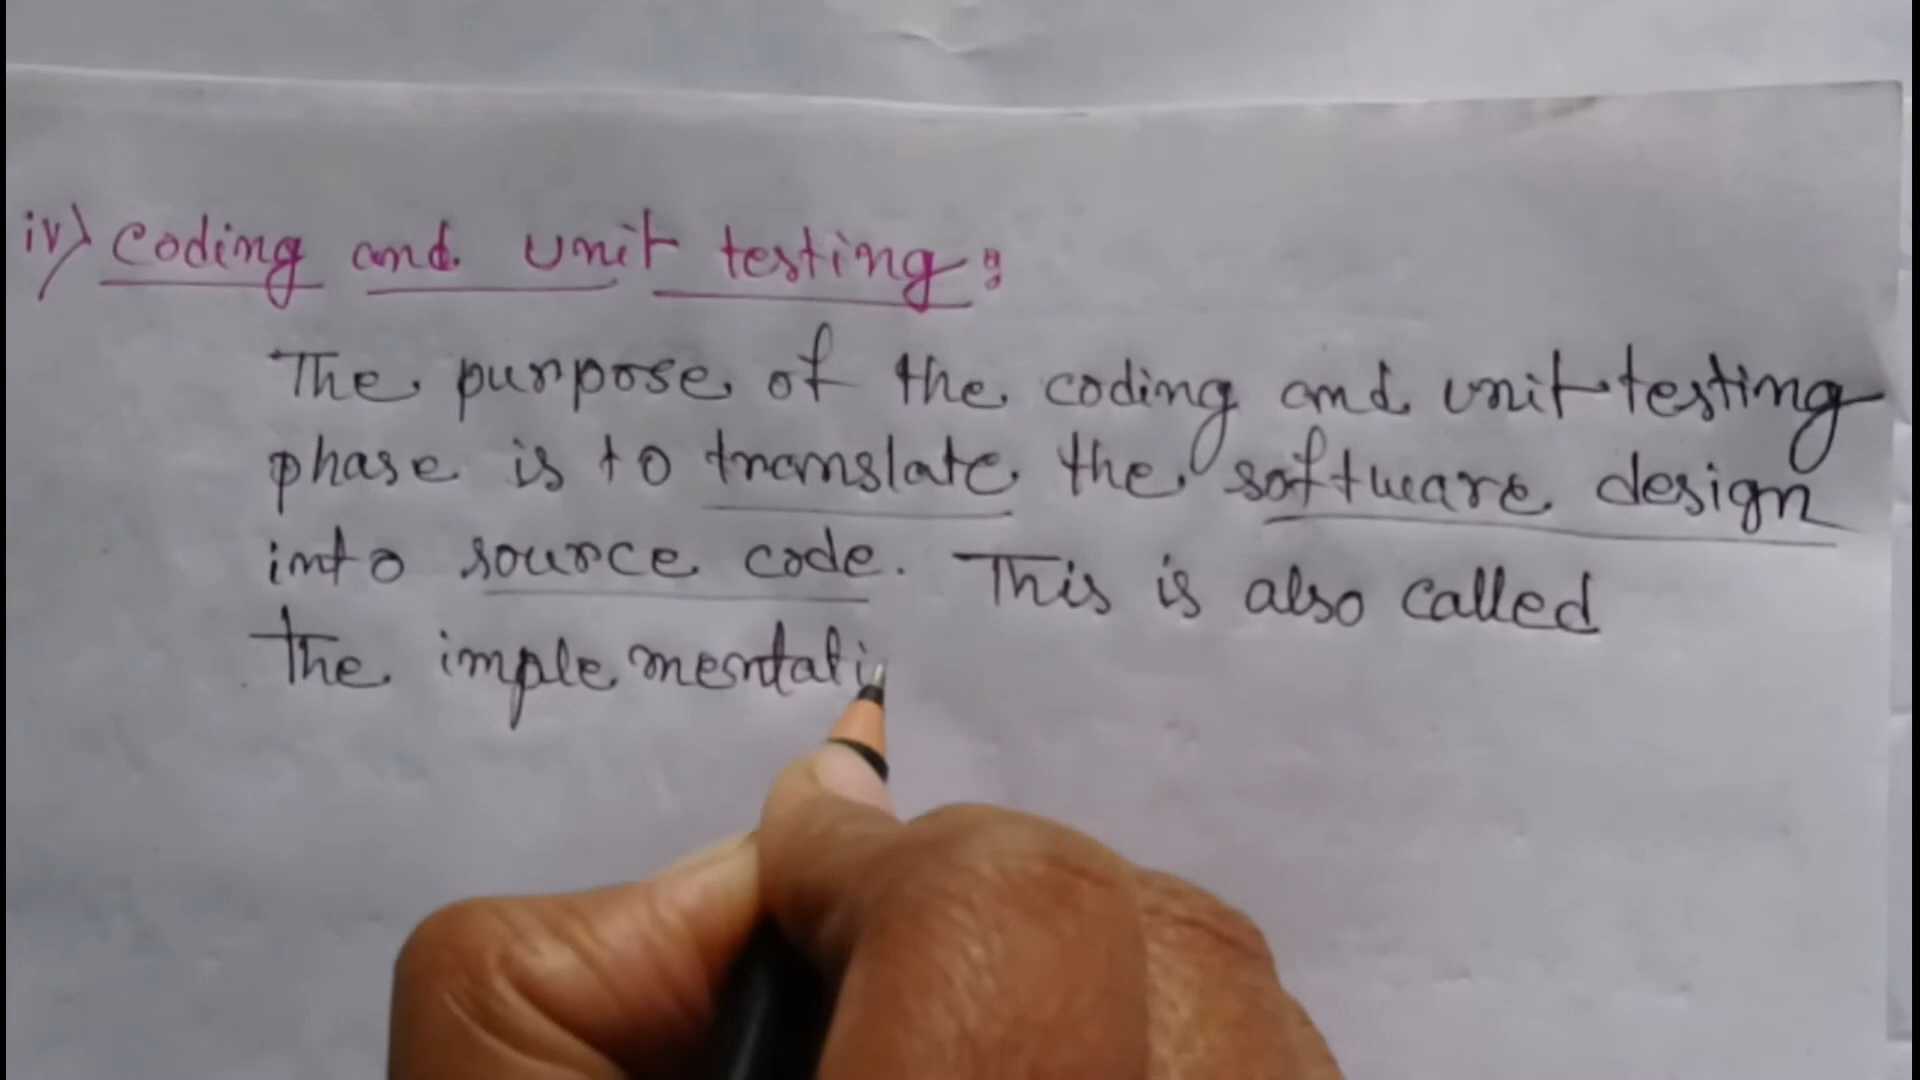 iv) Coding and unit testing:
The purpose of the coding and unit testing
phase is to translate the software design
into source code. This is also called
the implementati